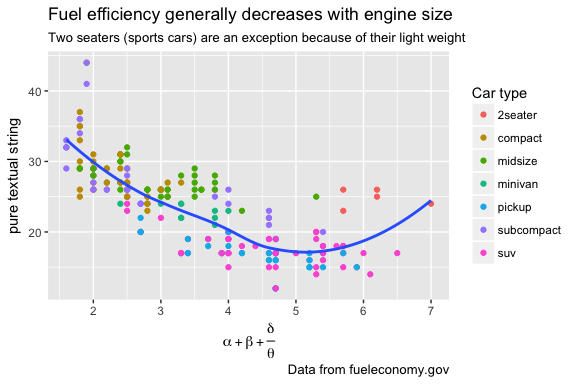 Fuel efficiency generally decreases with engine size
Two seaters (sports cars) are an exception because of their light weight
pure textual string
40
30
20
2
3
4
5
6
7
α + β + δ/θ
Data from fueleconomy.gov
Car type
2seater
compact
midsize
minivan
pickup
subcompact
suv